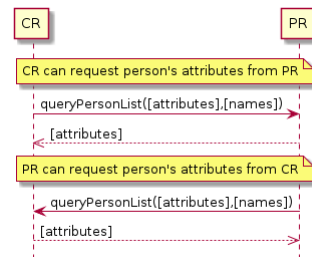 CR PR
CR can request person's attributes from PR
queryPersonList([attributes],[names])
[attributes]
PR can request person's attributes from CR
queryPersonList([attributes],[names])
[attributes]